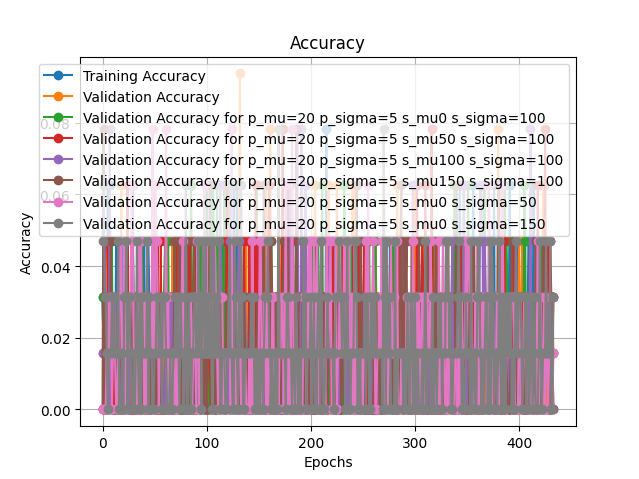 Accuracy
Training Accuracy
Validation Accuracy
Validation Accuracy for p_mu=20 p_sigma=5 s_mu0 s_sigma=100
Validation Accuracy for p_mu=20 p_sigma=5 s_mu50 s_sigma=100
Validation Accuracy for p_mu=20 p_sigma=5 s_mu100 s_sigma=100
Validation Accuracy for p_mu=20 p_sigma=5 s_mu150 s_sigma=100
Validation Accuracy for p_mu=20 p_sigma=5 s_mu0 s_sigma=50
Validation Accuracy for p_mu=20 p_sigma=5 s_mu0 s_sigma=150
0.08
0.06
0.04
0.02
0.00
Accuracy
0 100 200 300 400
Epochs